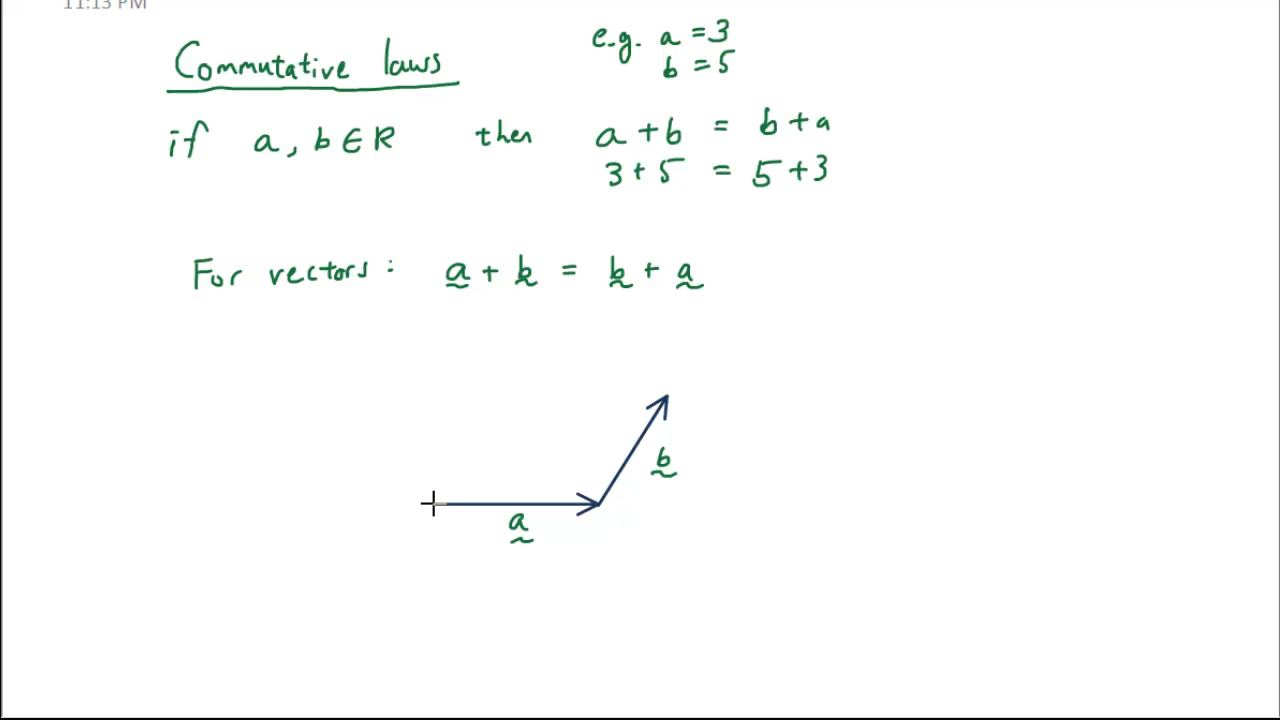 11:13 PM
Commutative laws
e.g. a = 3
b = 5
if a, b ∈ R then a + b = b + a
3 + 5 = 5 + 3
For vectors: a + b = b + a
b
a